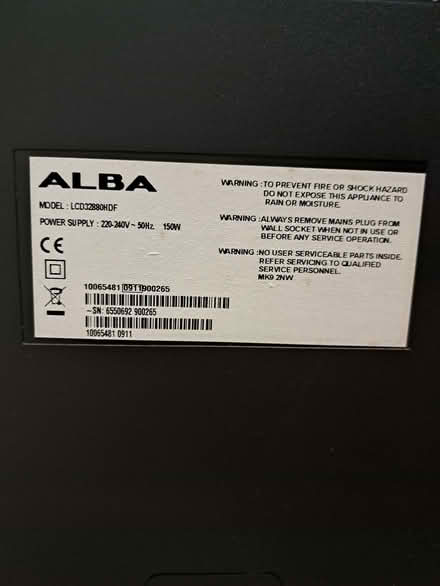 ALBA
MODEL : LCD32880HDF
POWER SUPPLY : 220-240V ~ 50Hz. 150W
CE
10065481 0911 900265
~SN: 6550692 900265
10065481 0911
WARNING :TO PREVENT FIRE OR SHOCK HAZARD
DO NOT EXPOSE THIS APPLIANCE TO
RAIN OR MOISTURE.
WARNING :ALWAYS REMOVE MAINS PLUG FROM
WALL SOCKET WHEN NOT IN USE OR
BEFORE ANY SERVICE OPERATION.
WARNING :NO USER SERVICEABLE PARTS INSIDE.
REFER SERVICING TO QUALIFIED
SERVICE PERSONNEL.
MK9 2NW